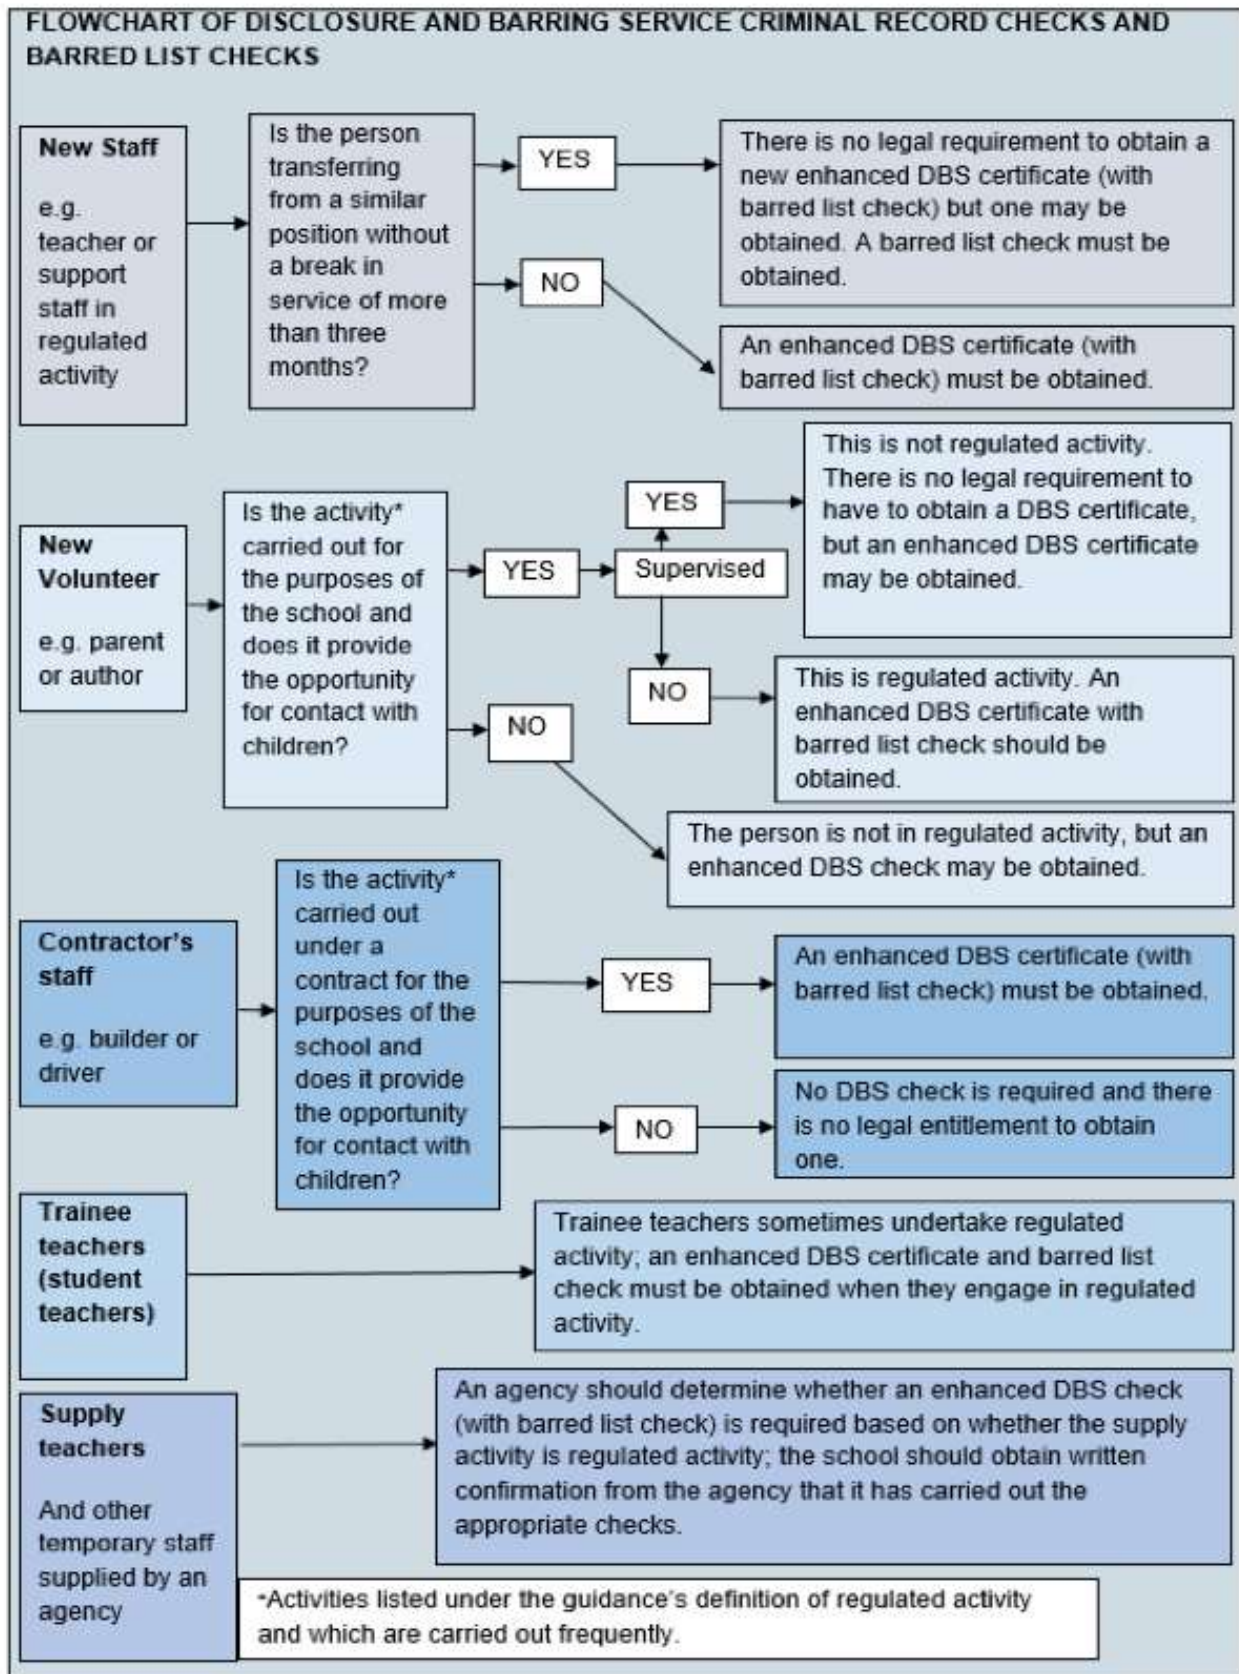 FLOWCHART OF DISCLOSURE AND BARRING SERVICE CRIMINAL RECORD CHECKS AND
BARRED LIST CHECKS
New Staff
e.g.
teacher or
support
staff in
regulated
activity
Is the person
transferring
from a similar
position without
a break in
service of more
than three
months?
YES
There is no legal requirement to obtain a
new enhanced DBS certificate (with
barred list check) but one may be
obtained. A barred list check must be
obtained.
NO
An enhanced DBS certificate (with
barred list check) must be obtained.
New
Volunteer
e.g. parent
or author
Is the activity*
carried out for
the purposes of
the school and
does it provide
the opportunity
for contact with
children?
YES
Supervised
YES
This is not regulated activity.
There is no legal requirement to
have to obtain a DBS certificate,
but an enhanced DBS certificate
may be obtained.
NO
This is regulated activity. An
enhanced DBS certificate with
barred list check should be
obtained.
NO
The person is not in regulated activity, but an
enhanced DBS check may be obtained.
Contractor's
staff
e.g. builder or
driver
Is the activity*
carried out
under a
contract for the
purposes of the
school and
does it provide
the opportunity
for contact with
children?
YES
An enhanced DBS certificate (with
barred list check) must be obtained.
NO
No DBS check is required and there
is no legal entitlement to obtain
one.
Trainee
teachers
(student
teachers)
Trainee teachers sometimes undertake regulated
activity; an enhanced DBS certificate and barred list
check must be obtained when they engage in regulated
activity.
Supply
teachers
And other
temporary staff
supplied by an
agency
An agency should determine whether an enhanced DBS check
(with barred list check) is required based on whether the supply
activity is regulated activity; the school should obtain written
confirmation from the agency that it has carried out the
appropriate checks.
*Activities listed under the guidance's definition of regulated activity
and which are carried out frequently.